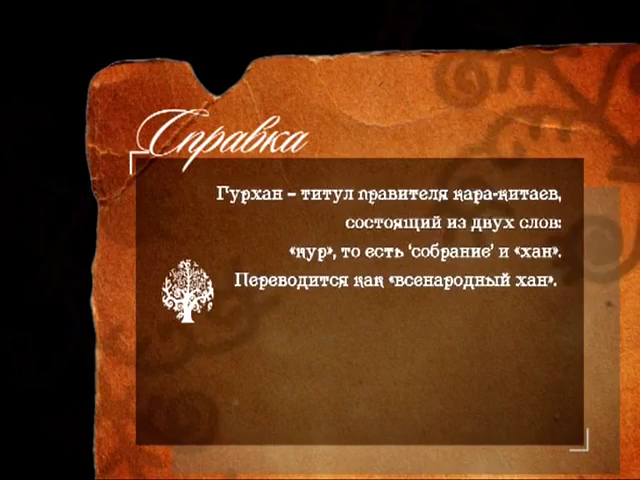 Справка
Гурхан – титул правителя кара-китаев,
состоящий из двух слов:
«кур», то есть ‘собрание’ и «хан».
Переводится как «всенародный хан».